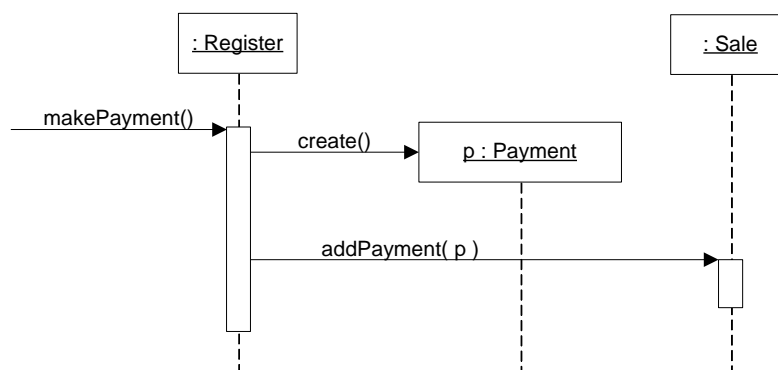 : Register
: Sale
makePayment()
create()
p : Payment
addPayment( p )